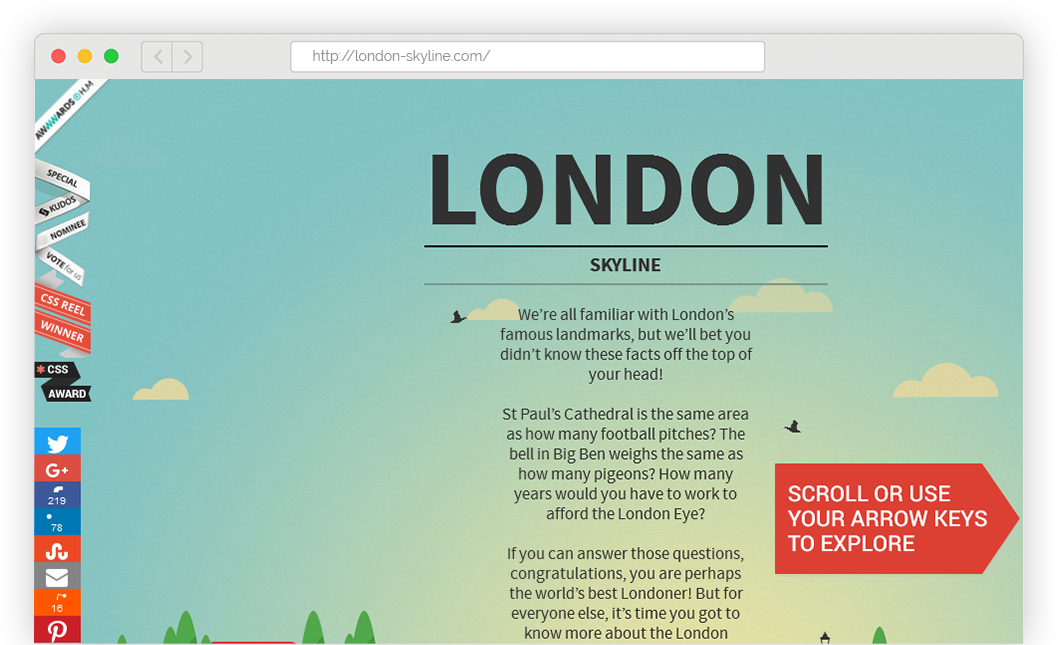 http://london-skyline.com/
AWWWARDS
SPECIAL
KUDOS
NOMINEE
VOTE for us
CSS REEL
WINNER
CSS
AWARD
G+
219
78
16
LONDON
SKYLINE
We’re all familiar with London’s
famous landmarks, but we’ll bet you
didn’t know these facts off the top of
your head!
St Paul’s Cathedral is the same area
as how many football pitches? The
bell in Big Ben weighs the same as
how many pigeons? How many
years would you have to work to
afford the London Eye?
If you can answer those questions,
congratulations, you are perhaps
the world’s best Londoner! But for
everyone else, it’s time you got to
know more about the London
SCROLL OR USE
YOUR ARROW KEYS
TO EXPLORE